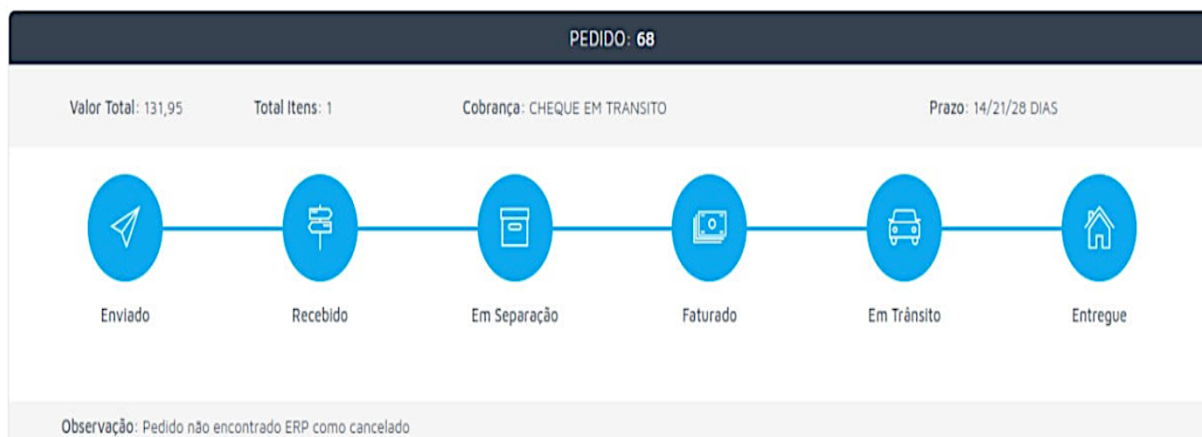 PEDIDO: 68
Valor Total: 131,95 Total Itens: 1 Cobrança: CHEQUE EM TRANSITO Prazo: 14/21/28 DIAS
Enviado Recebido Em Separação Faturado Em Trânsito Entregue
Observação: Pedido não encontrado ERP como cancelado